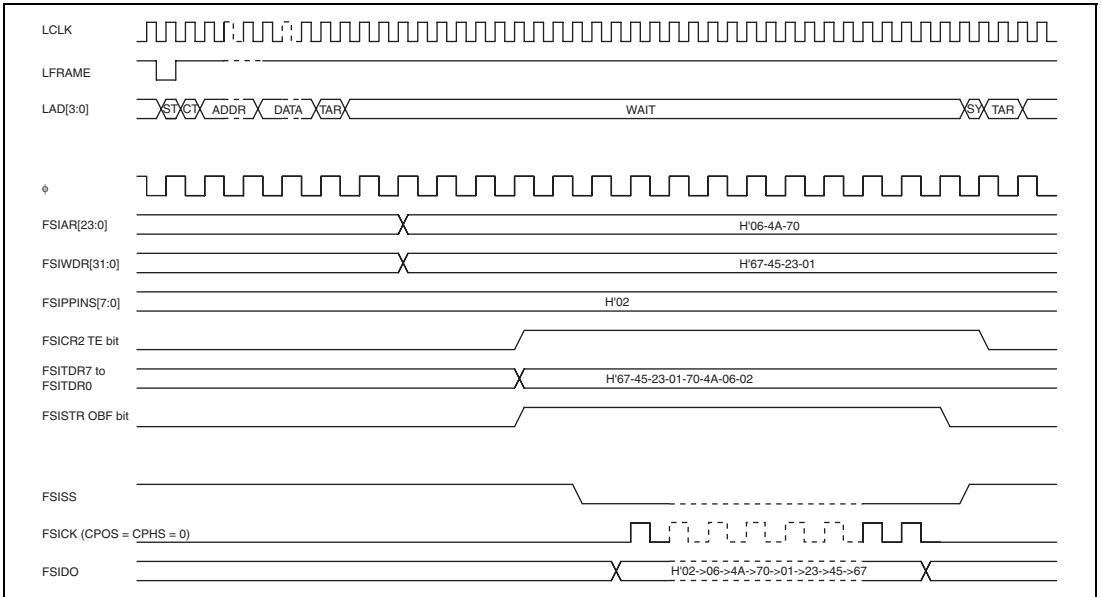 LCLK
LFRAME
LAD[3:0] ST CT ADDR DATA TAR WAIT SY TAR
ϕ
FSIAR[23:0] H'06-4A-70
FSIWDR[31:0] H'67-45-23-01
FSIPPINS[7:0] H'02
FSICR2 TE bit
FSITDR7 to
FSITDR0 H'67-45-23-01-70-4A-06-02
FSISTR OBF bit
FSISS
FSICK (CPOS = CPHS = 0)
FSIDO H'02->06->4A->70->01->23->45->67